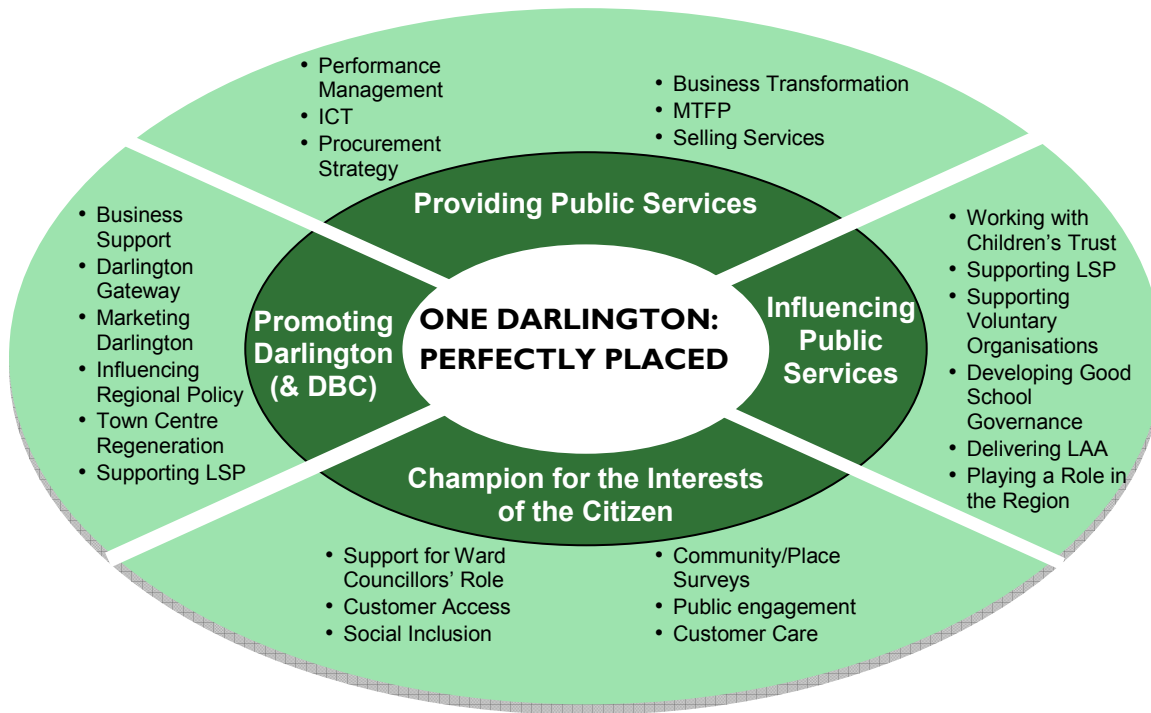 • Performance
Management
• ICT
• Procurement
Strategy
• Business Transformation
• MTFP
• Selling Services
Providing Public Services
• Business
Support
• Darlington
Gateway
• Marketing
Darlington
• Influencing
Regional Policy
• Town Centre
Regeneration
• Supporting LSP
Promoting
Darlington
(& DBC)
ONE DARLINGTON:
PERFECTLY PLACED
Influencing
Public
Services
• Working with
Children’s Trust
• Supporting LSP
• Supporting
Voluntary
Organisations
• Developing Good
School
Governance
• Delivering LAA
• Playing a Role in
the Region
Champion for the Interests
of the Citizen
• Support for Ward
Councillors’ Role
• Customer Access
• Social Inclusion
• Community/Place
Surveys
• Public engagement
• Customer Care